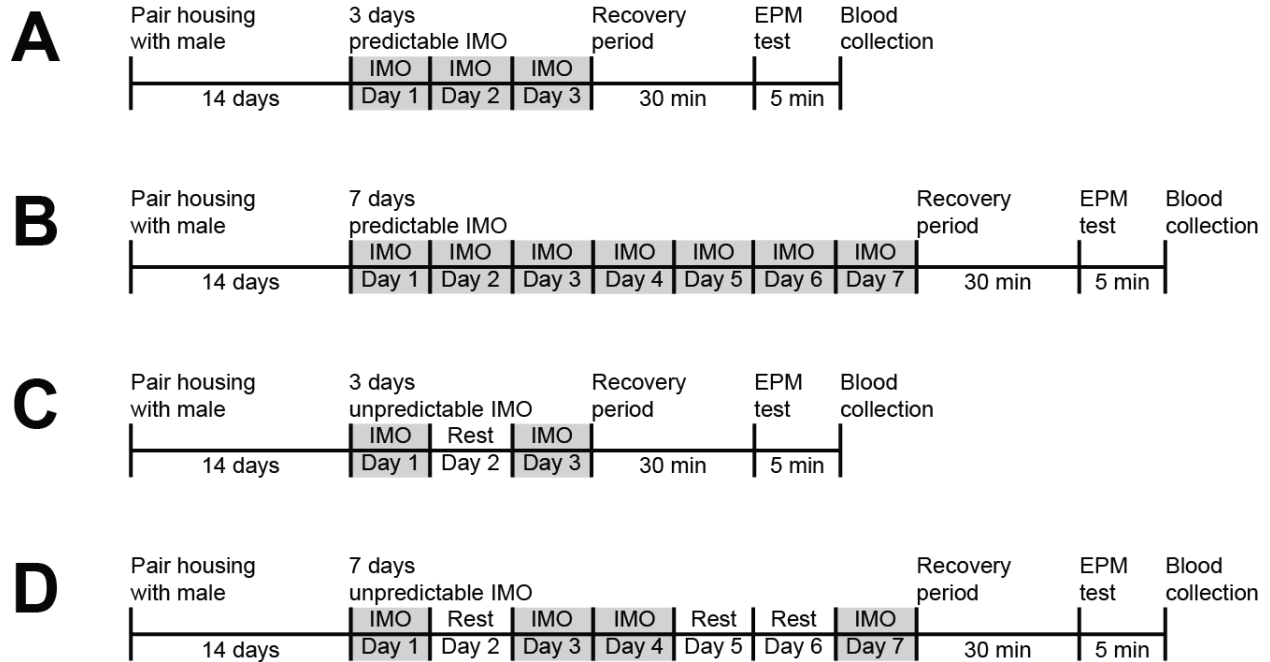 A
Pair housing
with male
3 days
predictable IMO
Recovery
period
EPM
test
Blood
collection
IMO IMO IMO
14 days Day 1 Day 2 Day 3 30 min 5 min
B
Pair housing
with male
7 days
predictable IMO
Recovery
period
EPM
test
Blood
collection
IMO IMO IMO IMO IMO IMO IMO
14 days Day 1 Day 2 Day 3 Day 4 Day 5 Day 6 Day 7 30 min 5 min
C
Pair housing
with male
3 days
unpredictable IMO
Recovery
period
EPM
test
Blood
collection
IMO Rest IMO
14 days Day 1 Day 2 Day 3 30 min 5 min
D
Pair housing
with male
7 days
unpredictable IMO
Recovery
period
EPM
test
Blood
collection
IMO Rest IMO IMO Rest Rest IMO
14 days Day 1 Day 2 Day 3 Day 4 Day 5 Day 6 Day 7 30 min 5 min